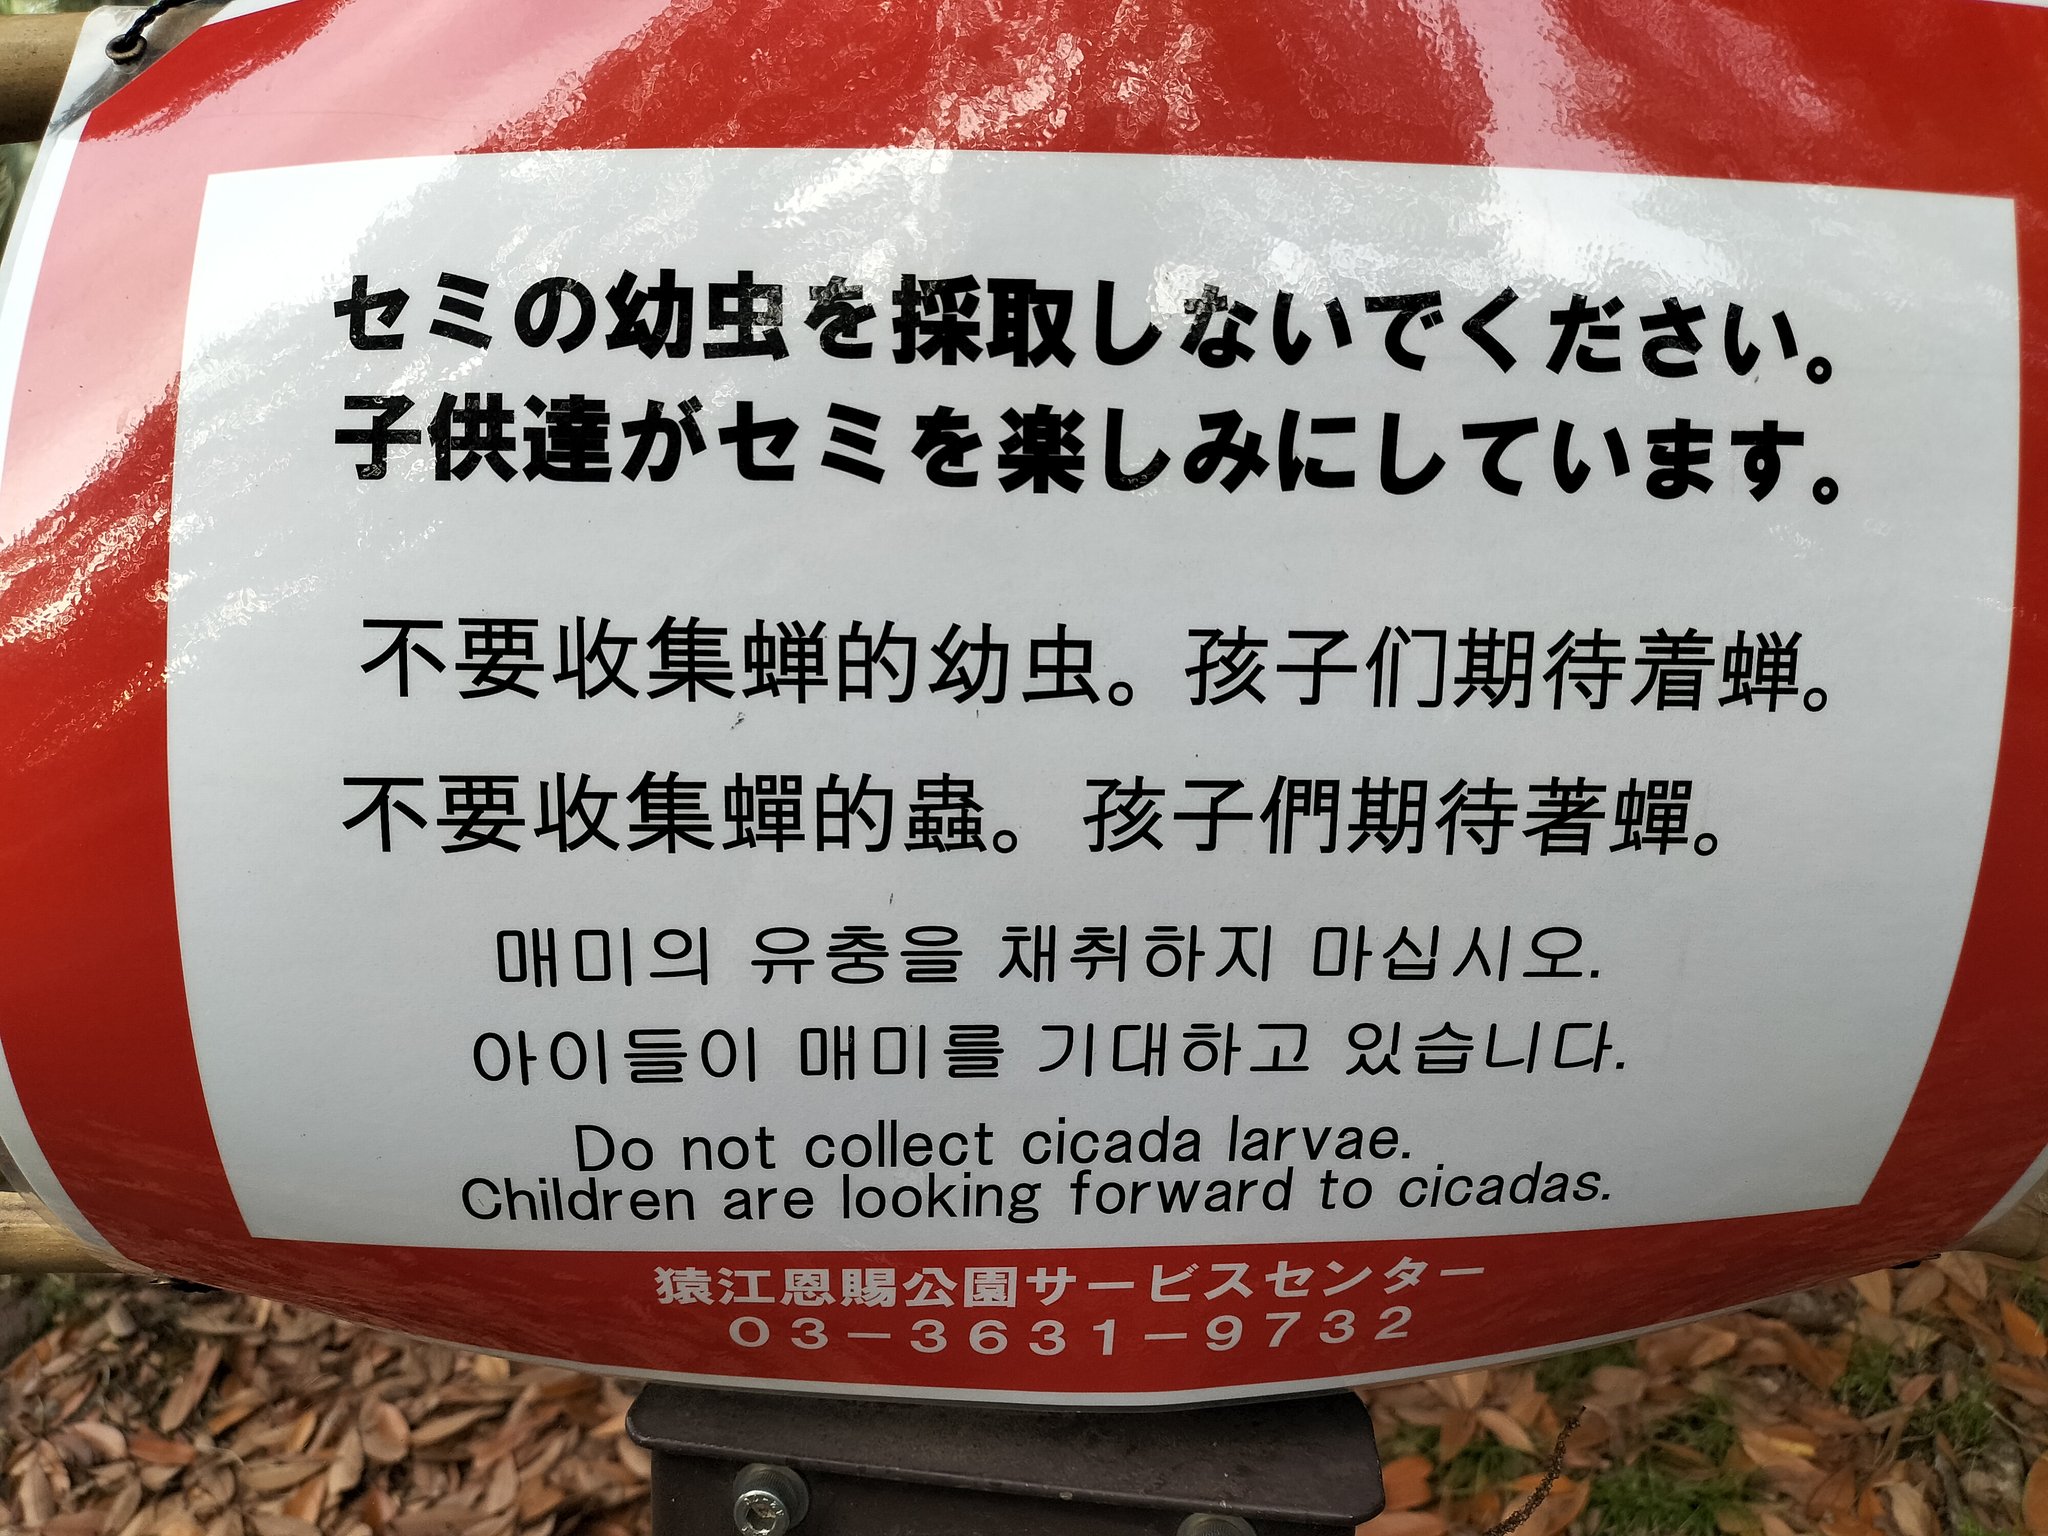 セミの幼虫を採取しないでください。
子供達がセミを楽しみにしています。
不要收集蝉的幼虫。孩子们期待着蝉。
不要收集蟬的蟲。孩子們期待著蟬。
매미의 유충을 채취하지 마십시오.
아이들이 매미를 기대하고 있습니다.
Do not collect cicada larvae.
Children are looking forward to cicadas.
猿江恩賜公園サービスセンター
03－3631－9732